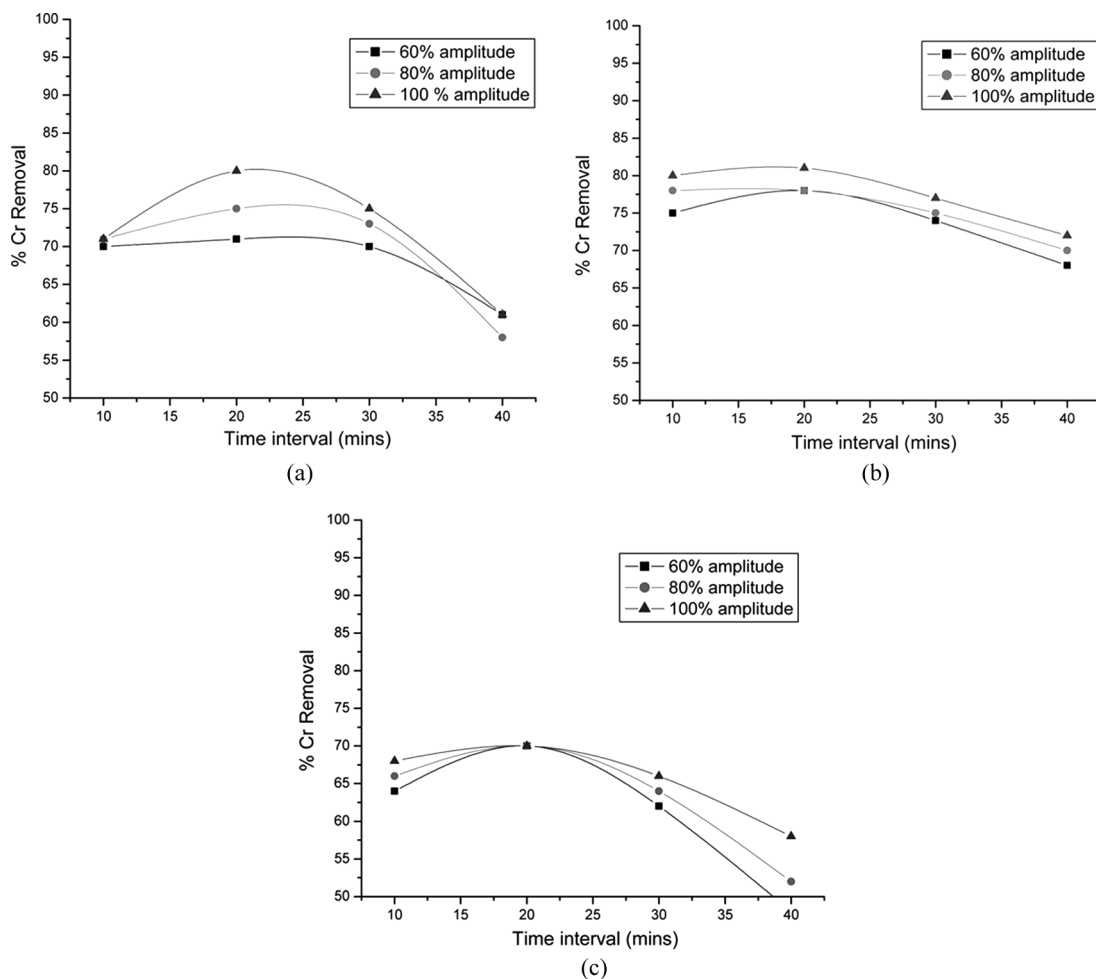 100
95
90
85
80
75
70
65
60
55
50
% Cr Removal
60% amplitude
80% amplitude
100 % amplitude
10 15 20 25 30 35 40
Time interval (mins)
(a)
100
95
90
85
80
75
70
65
60
55
50
% Cr Removal
60% amplitude
80% amplitude
100% amplitude
10 15 20 25 30 35 40
Time interval (mins)
(b)
100
95
90
85
80
75
70
65
60
55
50
% Cr Removal
60% amplitude
80% amplitude
100% amplitude
10 15 20 25 30 35 40
Time interval (mins)
(c)